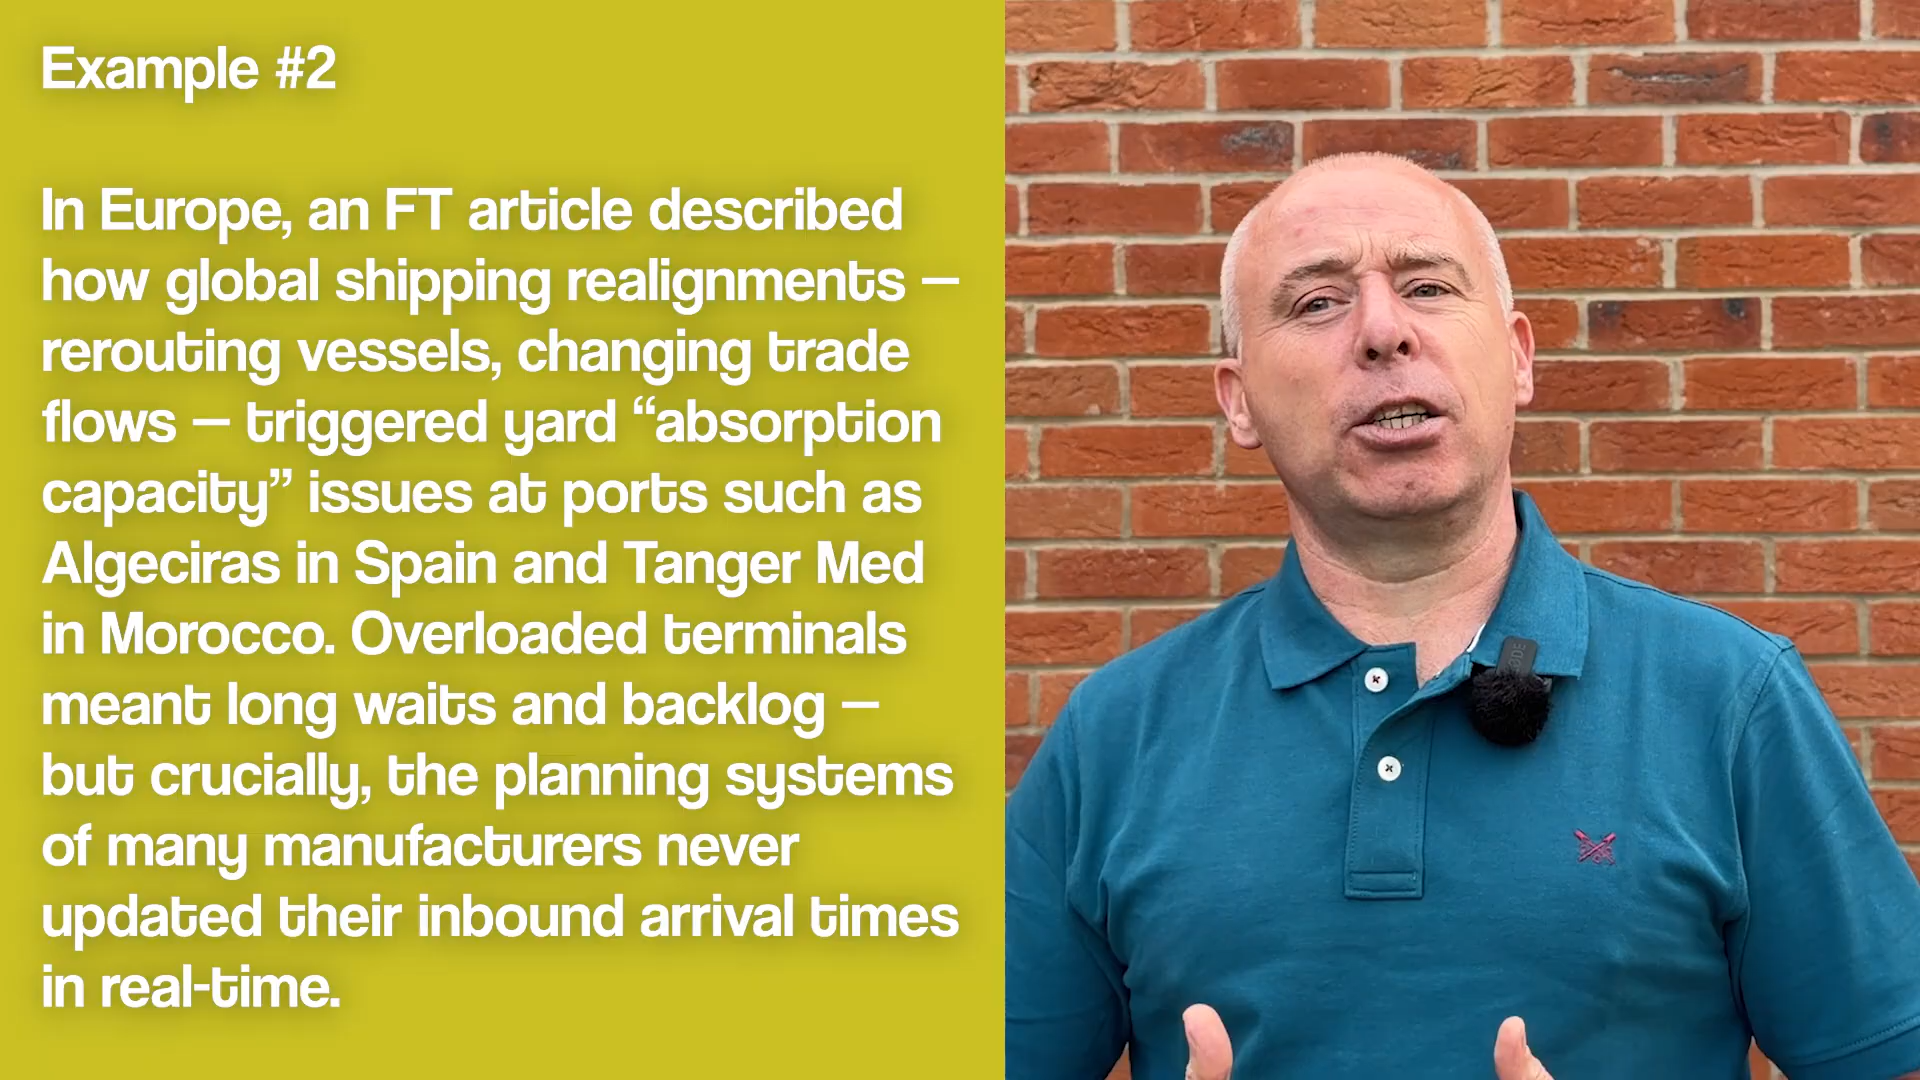 Example #2
In Europe, an FT article described
how global shipping realignments —
rerouting vessels, changing trade
flows — triggered yard “absorption
capacity” issues at ports such as
Algeciras in Spain and Tanger Med
in Morocco. Overloaded terminals
meant long waits and backlog —
but crucially, the planning systems
of many manufacturers never
updated their inbound arrival times
in real-time.